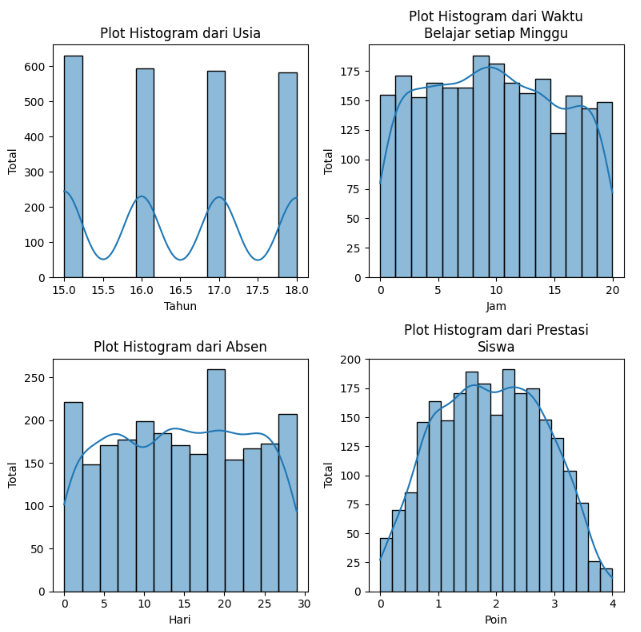 Plot Histogram dari Usia
600
500
400
300
200
100
0
Total
15.0 15.5 16.0 16.5 17.0 17.5 18.0
Tahun
Plot Histogram dari Waktu
Belajar setiap Minggu
175
150
125
100
75
50
25
0
Total
0 5 10 15 20
Jam
Plot Histogram dari Absen
250
200
150
100
50
0
Total
0 5 10 15 20 25 30
Hari
Plot Histogram dari Prestasi
Siswa
200
175
150
125
100
75
50
25
0
Total
0 1 2 3 4
Poin